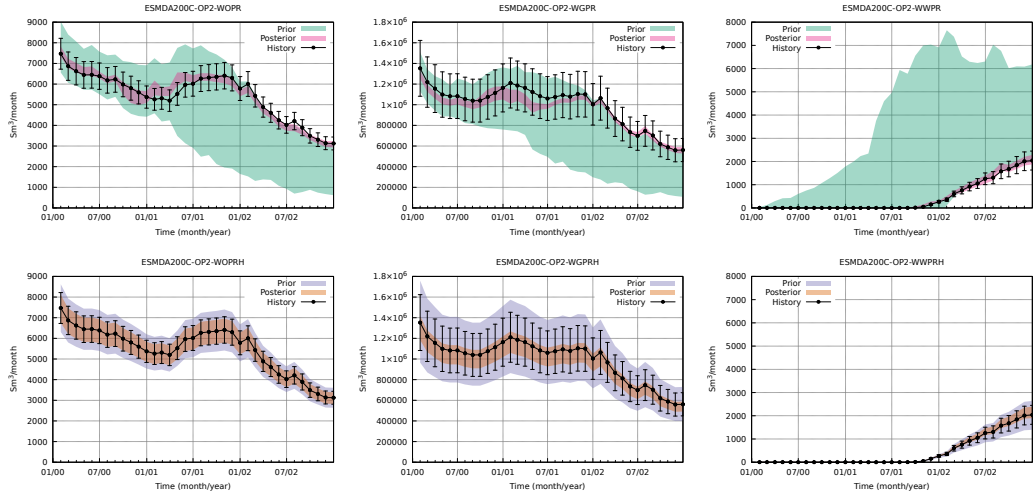 ESMDA200C-OP2-WOPR
9000
8000
7000
6000
5000
4000
3000
2000
1000
0
Sm³/month
01/00 07/00 01/01 07/01 01/02 07/02
Time (month/year)
Prior
Posterior
History
ESMDA200C-OP2-WGPR
1.8×10⁶
1.6×10⁶
1.4×10⁶
1.2×10⁶
1×10⁶
800000
600000
400000
200000
0
Sm³/month
01/00 07/00 01/01 07/01 01/02 07/02
Time (month/year)
Prior
Posterior
History
ESMDA200C-OP2-WWPR
8000
7000
6000
5000
4000
3000
2000
1000
0
Sm³/month
01/00 07/00 01/01 07/01 01/02 07/02
Time (month/year)
Prior
Posterior
History
ESMDA200C-OP2-WOPRH
9000
8000
7000
6000
5000
4000
3000
2000
1000
0
Sm³/month
01/00 07/00 01/01 07/01 01/02 07/02
Time (month/year)
Prior
Posterior
History
ESMDA200C-OP2-WGPRH
1.8×10⁶
1.6×10⁶
1.4×10⁶
1.2×10⁶
1×10⁶
800000
600000
400000
200000
0
Sm³/month
01/00 07/00 01/01 07/01 01/02 07/02
Time (month/year)
Prior
Posterior
History
ESMDA200C-OP2-WWPRH
8000
7000
6000
5000
4000
3000
2000
1000
0
Sm³/month
01/00 07/00 01/01 07/01 01/02 07/02
Time (month/year)
Prior
Posterior
History